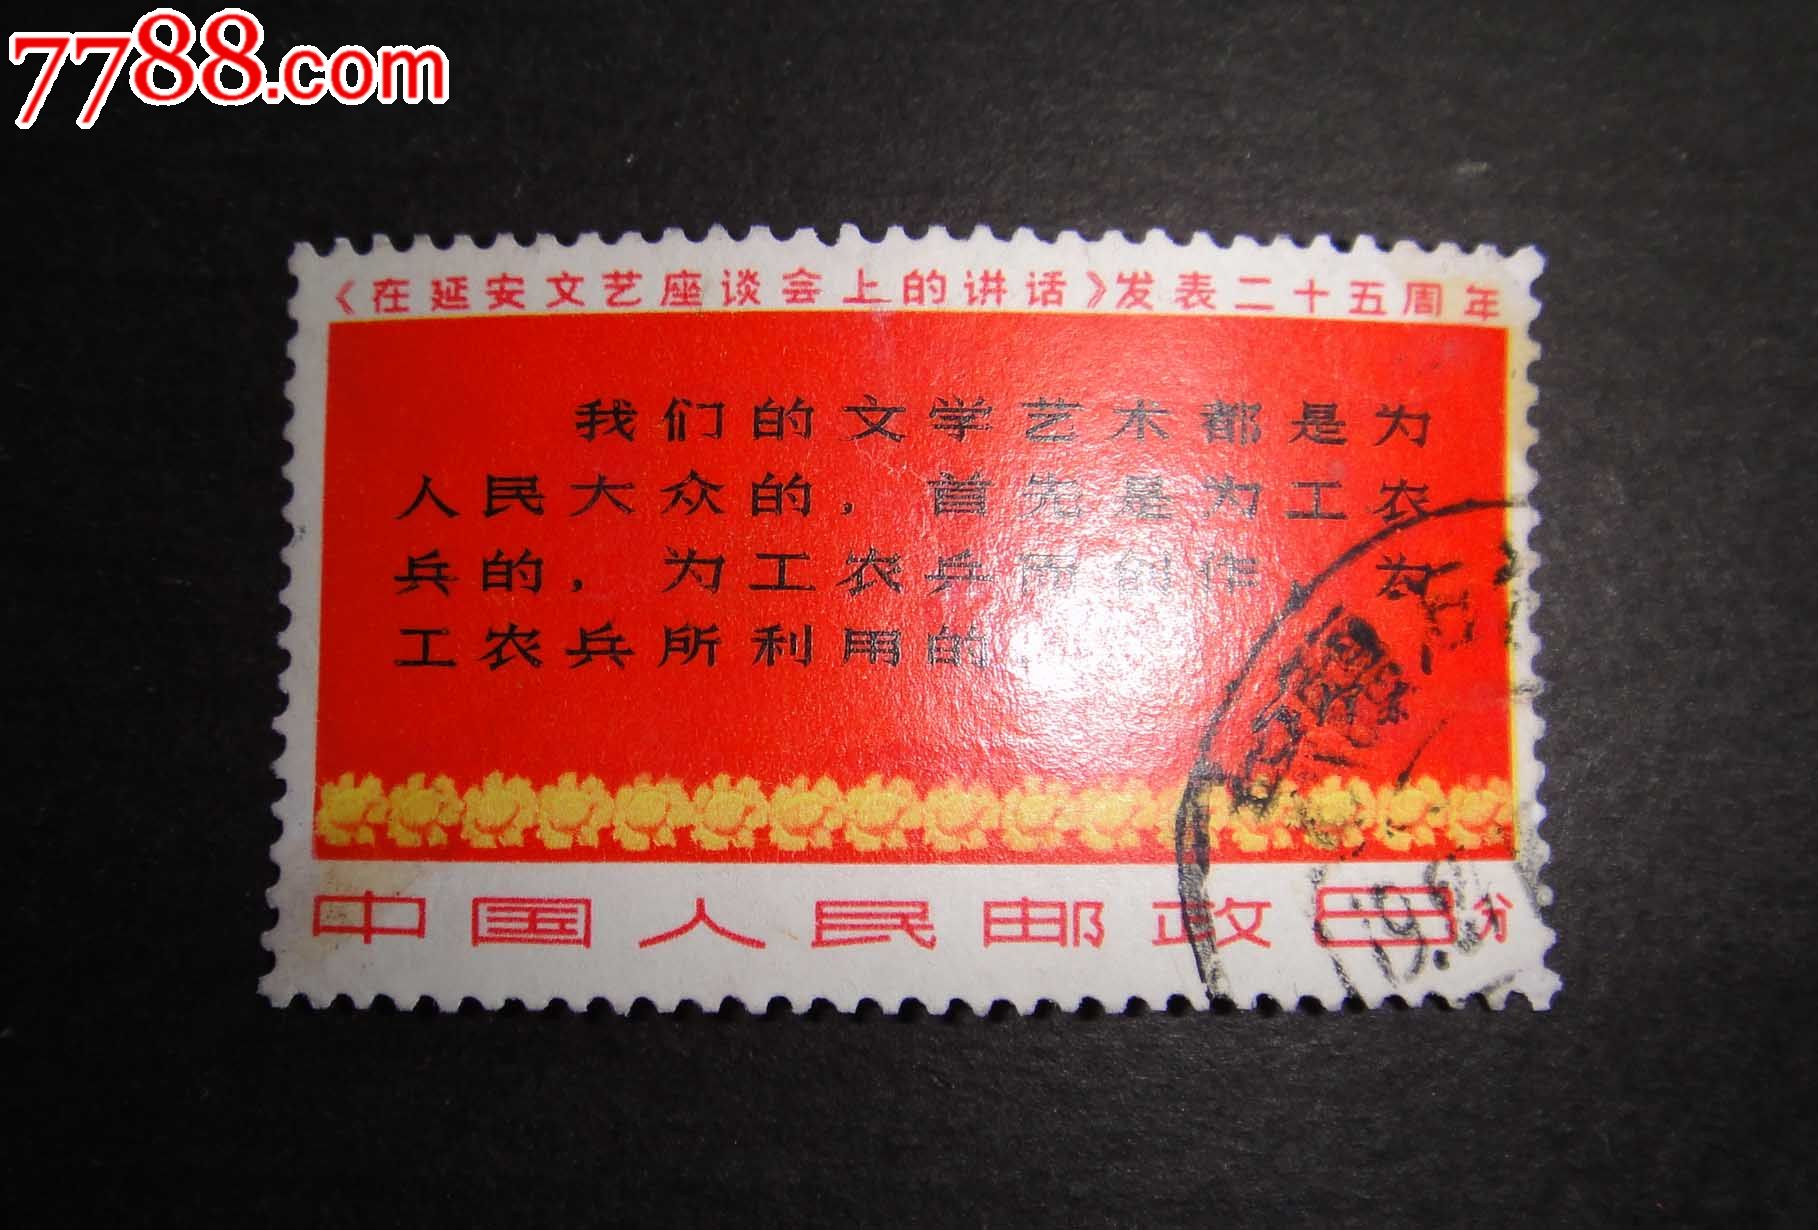 7788.com
《在延安文艺座谈会上的讲话》发表二十五周年
我们的文学艺术都是为
人民大众的，首先是为工农
兵的，为工农兵而创作，为
工农兵所利用的。
中国人民邮政 8分